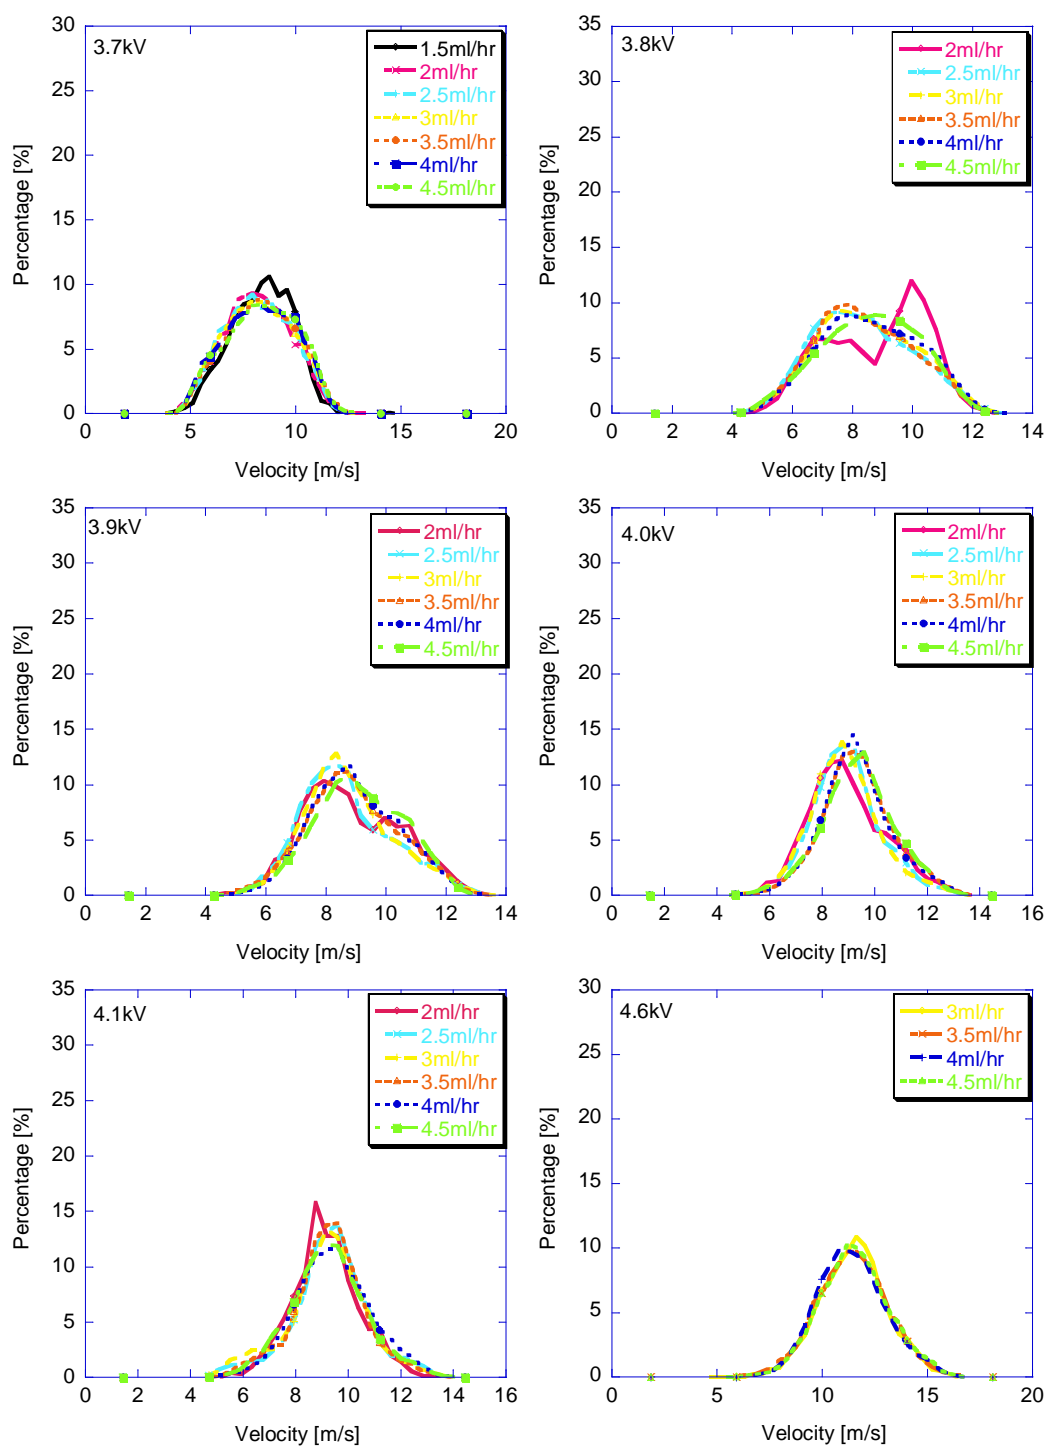 3.7kV
30
25
20
15
10
5
0
Percentage [%]
1.5ml/hr
2ml/hr
2.5ml/hr
3ml/hr
3.5ml/hr
4ml/hr
4.5ml/hr
0 5 10 15 20
Velocity [m/s]
3.8kV
35
30
25
20
15
10
5
0
Percentage [%]
2ml/hr
2.5ml/hr
3ml/hr
3.5ml/hr
4ml/hr
4.5ml/hr
0 2 4 6 8 10 12 14
Velocity [m/s]
3.9kV
35
30
25
20
15
10
5
0
Percentage [%]
2ml/hr
2.5ml/hr
3ml/hr
3.5ml/hr
4ml/hr
4.5ml/hr
0 2 4 6 8 10 12 14
Velocity [m/s]
4.0kV
35
30
25
20
15
10
5
0
Percentage [%]
2ml/hr
2.5ml/hr
3ml/hr
3.5ml/hr
4ml/hr
4.5ml/hr
0 2 4 6 8 10 12 14 16
Velocity [m/s]
4.1kV
35
30
25
20
15
10
5
0
Percentage [%]
2ml/hr
2.5ml/hr
3ml/hr
3.5ml/hr
4ml/hr
4.5ml/hr
0 2 4 6 8 10 12 14 16
Velocity [m/s]
4.6kV
30
25
20
15
10
5
0
Percentage [%]
3ml/hr
3.5ml/hr
4ml/hr
4.5ml/hr
0 5 10 15 20
Velocity [m/s]